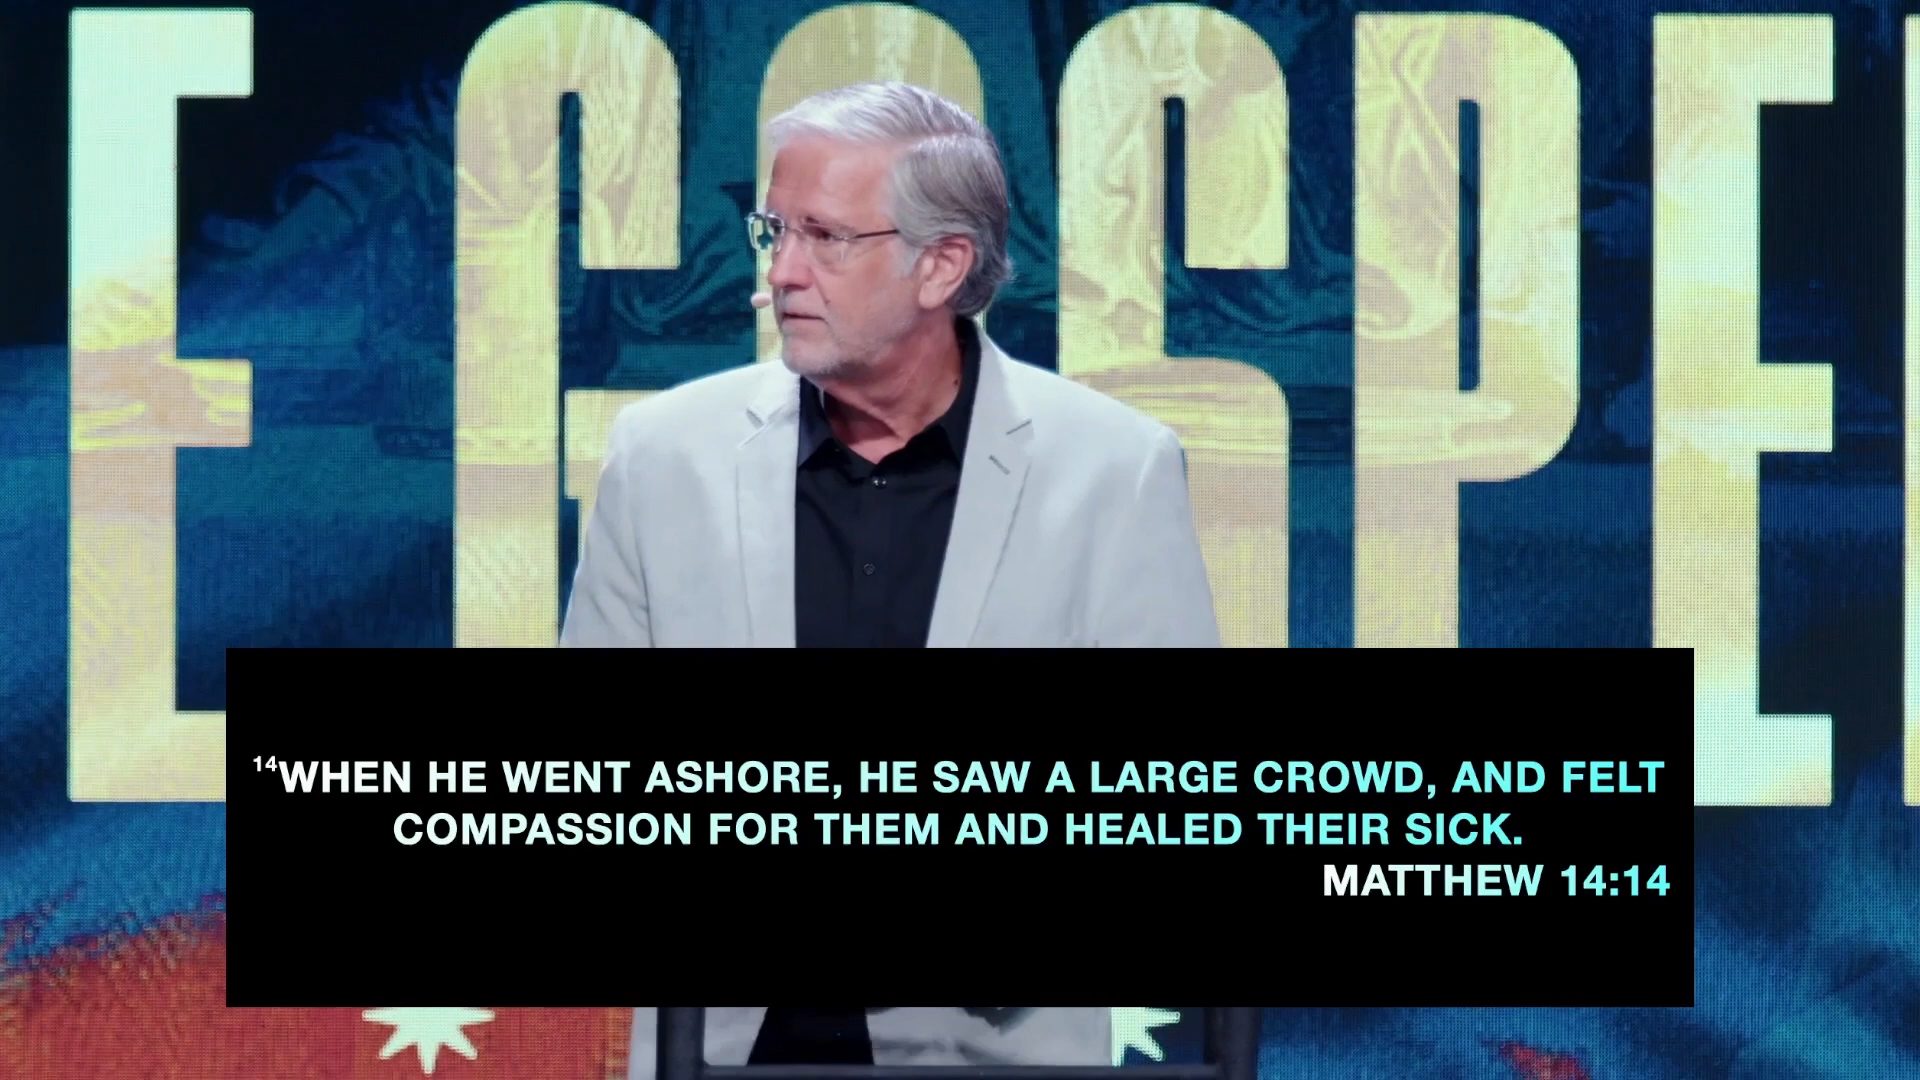 E GOSPEL
¹⁴WHEN HE WENT ASHORE, HE SAW A LARGE CROWD, AND FELT
COMPASSION FOR THEM AND HEALED THEIR SICK.
MATTHEW 14:14